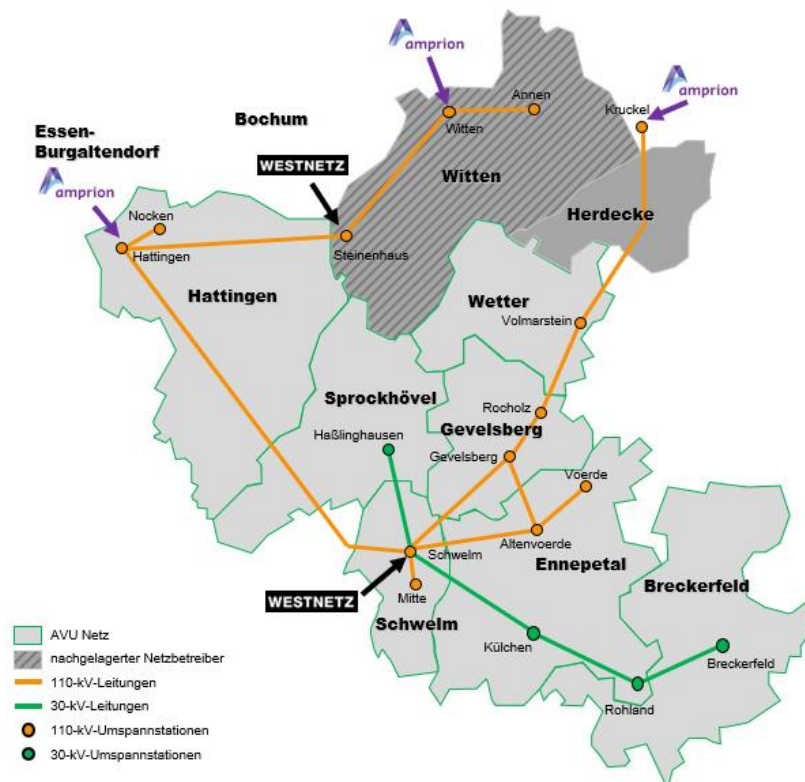 amprion
amprion
Annen
Kruckel
Witten
Bochum
Essen-
Burgaltendorf
WESTNETZ
Witten
amprion
Herdecke
Nocken
Steinenhaus
Hattingen
Hattingen
Wetter
Volmarstein
Sprockhövel
Rocholz
Gevelsberg
Haßlinghausen
Gevelsberg
Voerde
Altenvoerde
Schwelm
Ennepetal
Breckerfeld
WESTNETZ
Mitte
Schwelm
Külchen
Breckerfeld
Rohland
AVU Netz
nachgelagerter Netzbetreiber
110-kV-Leitungen
30-kV-Leitungen
110-kV-Umspannstationen
30-kV-Umspannstationen